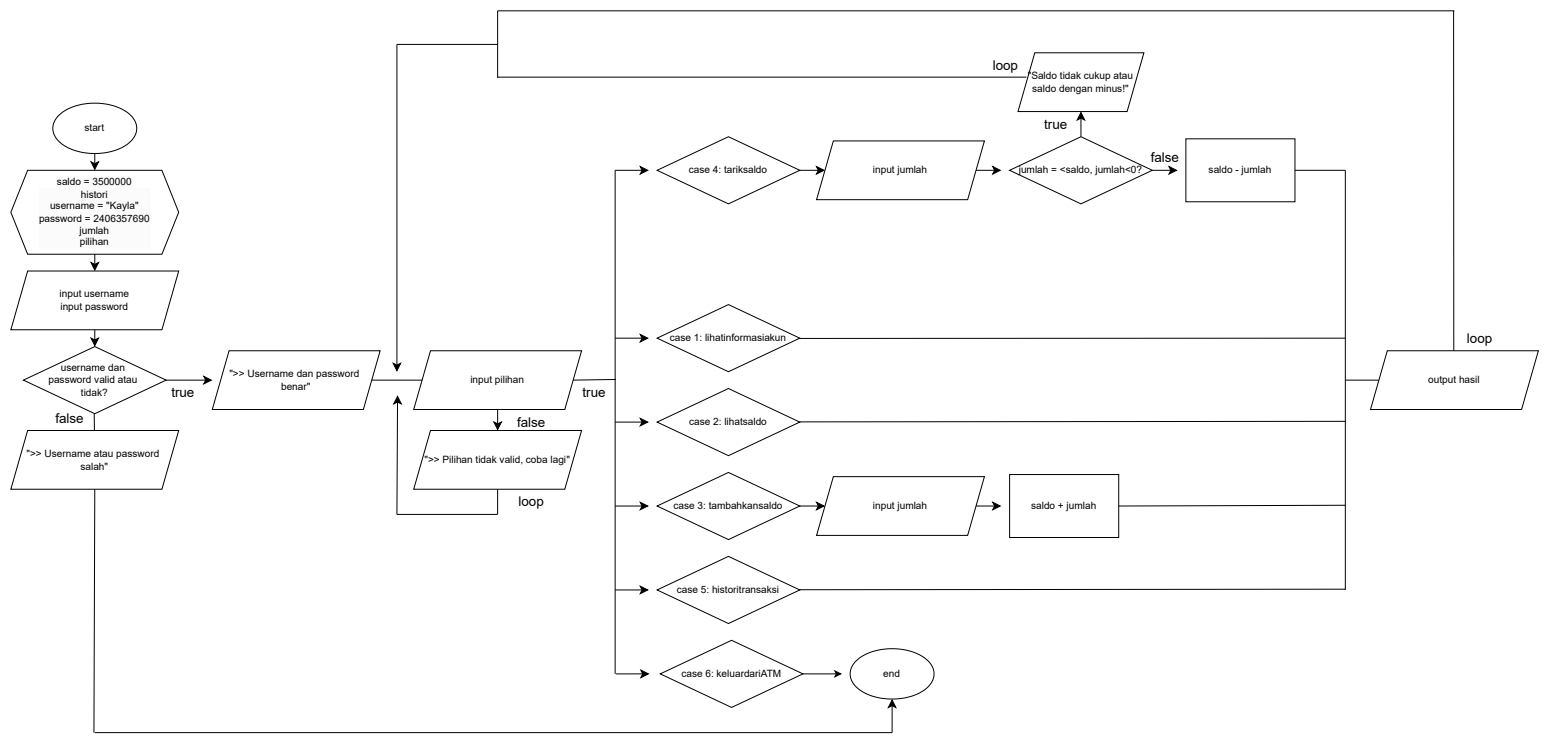 start
saldo = 3500000
histori
username = "Kayla"
password = 2406357690
jumlah
pilihan
input username
input password
username dan
password valid atau
tidak?
true
false
">> Username atau password
salah"
">> Username dan password
benar"
input pilihan
true
false
">> Pilihan tidak valid, coba lagi"
loop
case 4: tariksaldo
input jumlah
jumlah = <saldo, jumlah<0?
true
"Saldo tidak cukup atau
saldo dengan minus!"
loop
false
saldo - jumlah
case 1: lihatinformasiakun
case 2: lihatsaldo
case 3: tambahkansaldo
input jumlah
saldo + jumlah
case 5: historitransaksi
case 6: keluardariATM
end
output hasil
loop